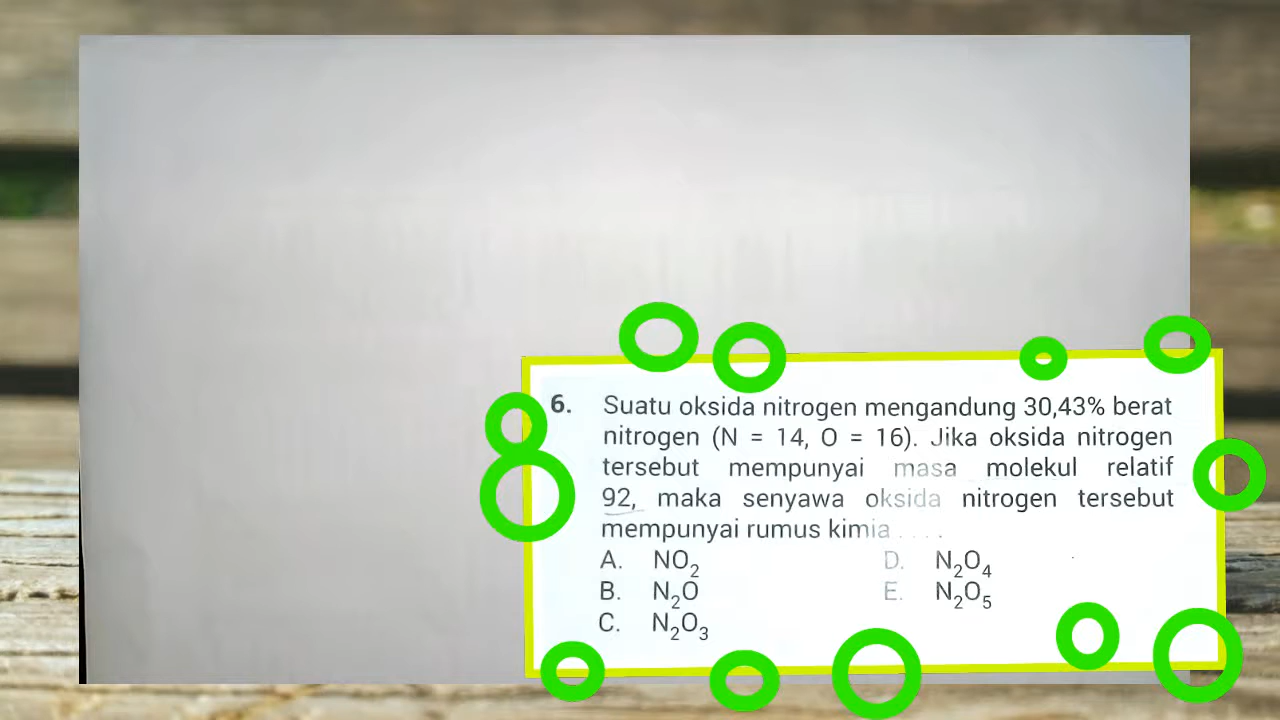 6. Suatu oksida nitrogen mengandung 30,43% berat
nitrogen (N = 14, O = 16). Jika oksida nitrogen
tersebut mempunyai masa molekul relatif
92, maka senyawa oksida nitrogen tersebut
mempunyai rumus kimia . . . .
A. NO₂ D. N₂O₄
B. N₂O E. N₂O₅
C. N₂O₃